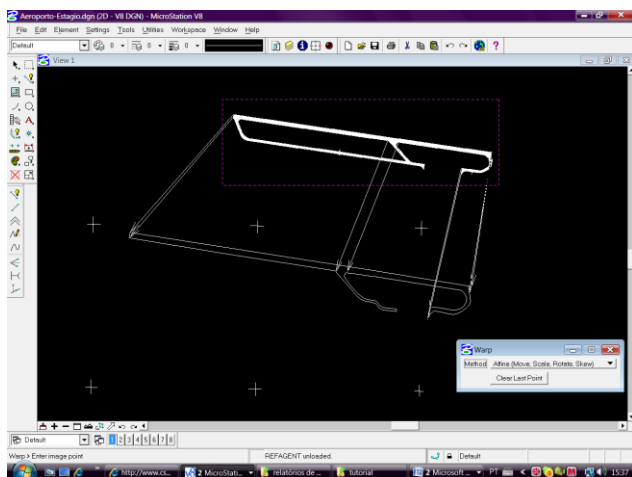 Aeroporto-Estagio.dgn (2D - V8 DGN) - MicroStation V8
File Edit Element Settings Tools Utilities Workspace Window Help
Default 0 0 0
View 1
Warp
Method Affine (Move, Scale, Rotate, Skew)
Clear Last Point
Default 1 2 3 4 5 6 7 8
Warp > Enter image point REFAGENT unloaded. Default
http://www.cs... 2 MicroStati... relatórios de ... tutorial 2 Microsoft ... PT 15:37